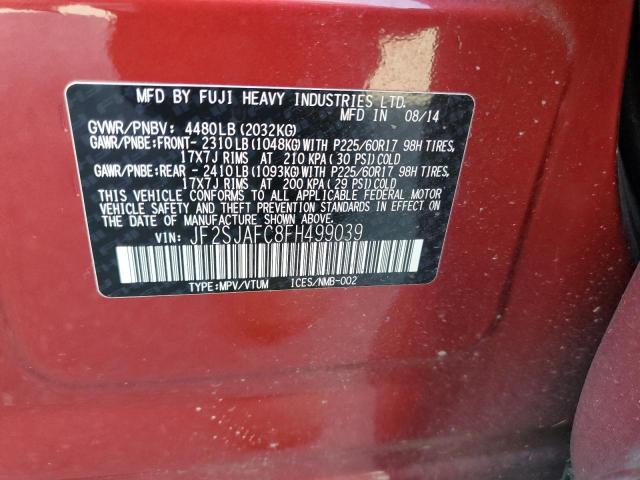 MFD BY FUJI HEAVY INDUSTRIES LTD.
MFD IN 08/14
GVWR/PNBV: 4480LB (2032KG)
GAWR/PNBE:FRONT- 2310LB (1048KG) WITH P225/60R17 98H TIRES,
17X7J RIMS AT 210 KPA (30 PSI) COLD
GAWR/PNBE:REAR - 2410LB (1093KG) WITH P225/60R17 98H TIRES,
17X7J RIMS AT 200 KPA (29 PSI) COLD
THIS VEHICLE CONFORMS TO ALL APPLICABLE FEDERAL MOTOR
VEHICLE SAFETY AND THEFT PREVENTION STANDARDS IN EFFECT
ON THE DATE OF MANUFACTURE SHOWN ABOVE.
VIN: JF2SJAFC8FH499039
TYPE:MPV/VTUM ICES/NMB-002